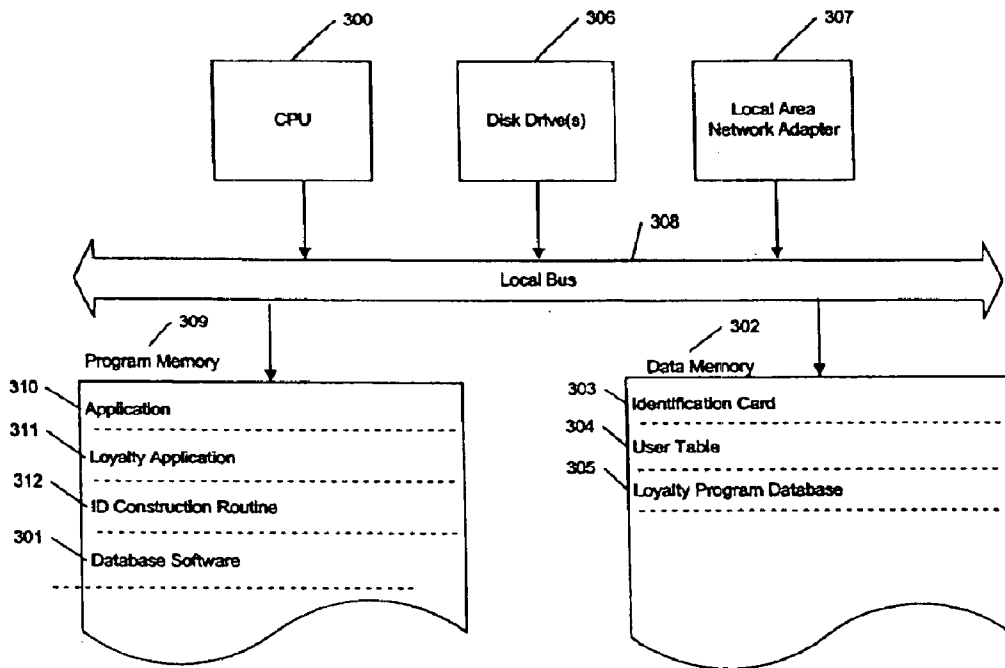 300
306
307
CPU
Disk Drive(s)
Local Area
Network Adapter
308
Local Bus
309
302
Program Memory
Data Memory
310
Application
311
Loyalty Application
312
ID Construction Routine
301
Database Software
303
Identification Card
304
User Table
305
Loyalty Program Database